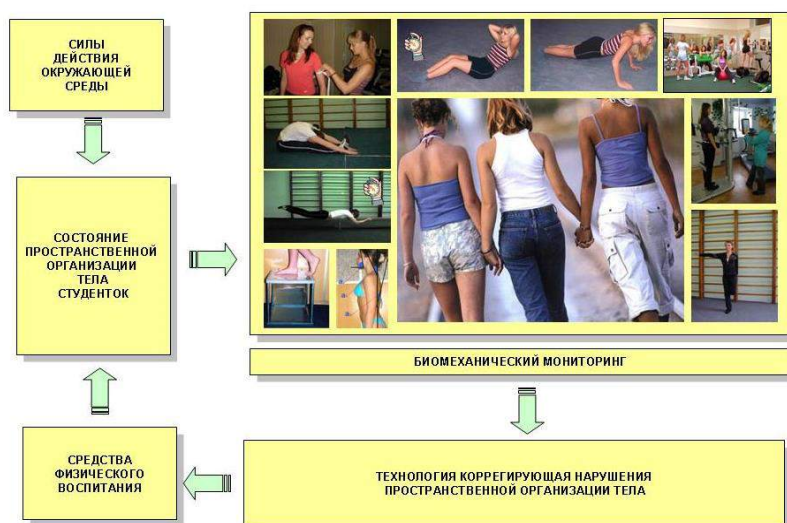 СИЛЫ
ДЕЙСТВИЯ
ОКРУЖАЮЩЕЙ
СРЕДЫ
СОСТОЯНИЕ
ПРОСТРАНСТВЕННОЙ
ОРГАНИЗАЦИИ
ТЕЛА
СТУДЕНТОК
БИОМЕХАНИЧЕСКИЙ МОНИТОРИНГ
СРЕДСТВА
ФИЗИЧЕСКОГО
ВОСПИТАНИЯ
ТЕХНОЛОГИЯ КОРРЕГИРУЮЩАЯ НАРУШЕНИЯ
ПРОСТРАНСТВЕННОЙ ОРГАНИЗАЦИИ ТЕЛА